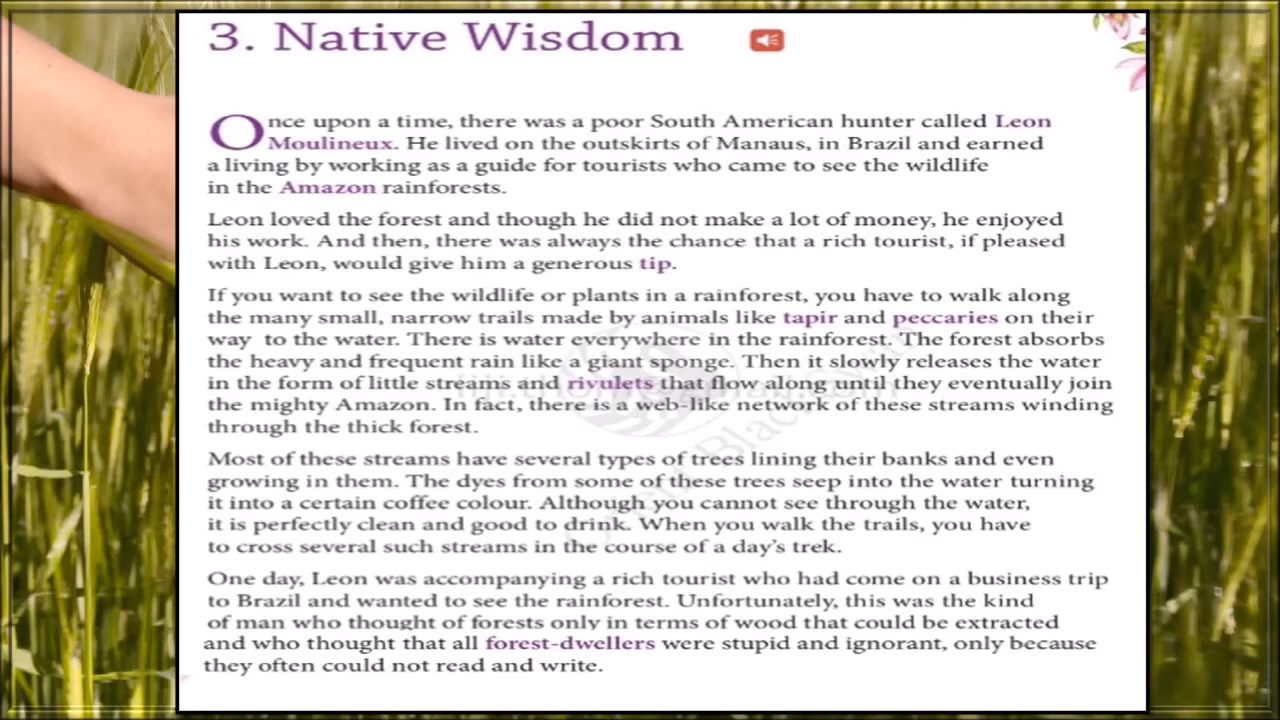 3. Native Wisdom
Once upon a time, there was a poor South American hunter called Leon
Moulineux. He lived on the outskirts of Manaus, in Brazil and earned
a living by working as a guide for tourists who came to see the wildlife
in the Amazon rainforests.
Leon loved the forest and though he did not make a lot of money, he enjoyed
his work. And then, there was always the chance that a rich tourist, if pleased
with Leon, would give him a generous tip.
If you want to see the wildlife or plants in a rainforest, you have to walk along
the many small, narrow trails made by animals like tapir and peccaries on their
way to the water. There is water everywhere in the rainforest. The forest absorbs
the heavy and frequent rain like a giant sponge. Then it slowly releases the water
in the form of little streams and rivulets that flow along until they eventually join
the mighty Amazon. In fact, there is a web-like network of these streams winding
through the thick forest.
Most of these streams have several types of trees lining their banks and even
growing in them. The dyes from some of these trees seep into the water turning
it into a certain coffee colour. Although you cannot see through the water,
it is perfectly clean and good to drink. When you walk the trails, you have
to cross several such streams in the course of a day's trek.
One day, Leon was accompanying a rich tourist who had come on a business trip
to Brazil and wanted to see the rainforest. Unfortunately, this was the kind
of man who thought of forests only in terms of wood that could be extracted
and who thought that all forest-dwellers were stupid and ignorant, only because
they often could not read and write.